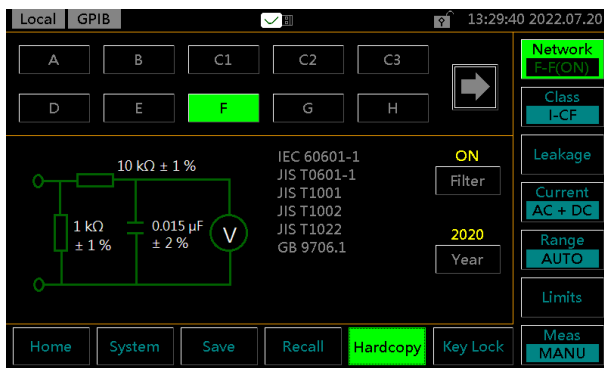 Local GPIB 13:29:40 2022.07.20
A B C1 C2 C3
D E F G H
10 kΩ ± 1 %
1 kΩ
± 1 %
0.015 µF
± 2 %
V
IEC 60601-1
JIS T0601-1
JIS T1001
JIS T1002
JIS T1022
GB 9706.1
ON
Filter
2020
Year
Network
F-F(ON)
Class
I-CF
Leakage
Current
AC + DC
Range
AUTO
Limits
Meas
MANU
Home System Save Recall Hardcopy Key Lock